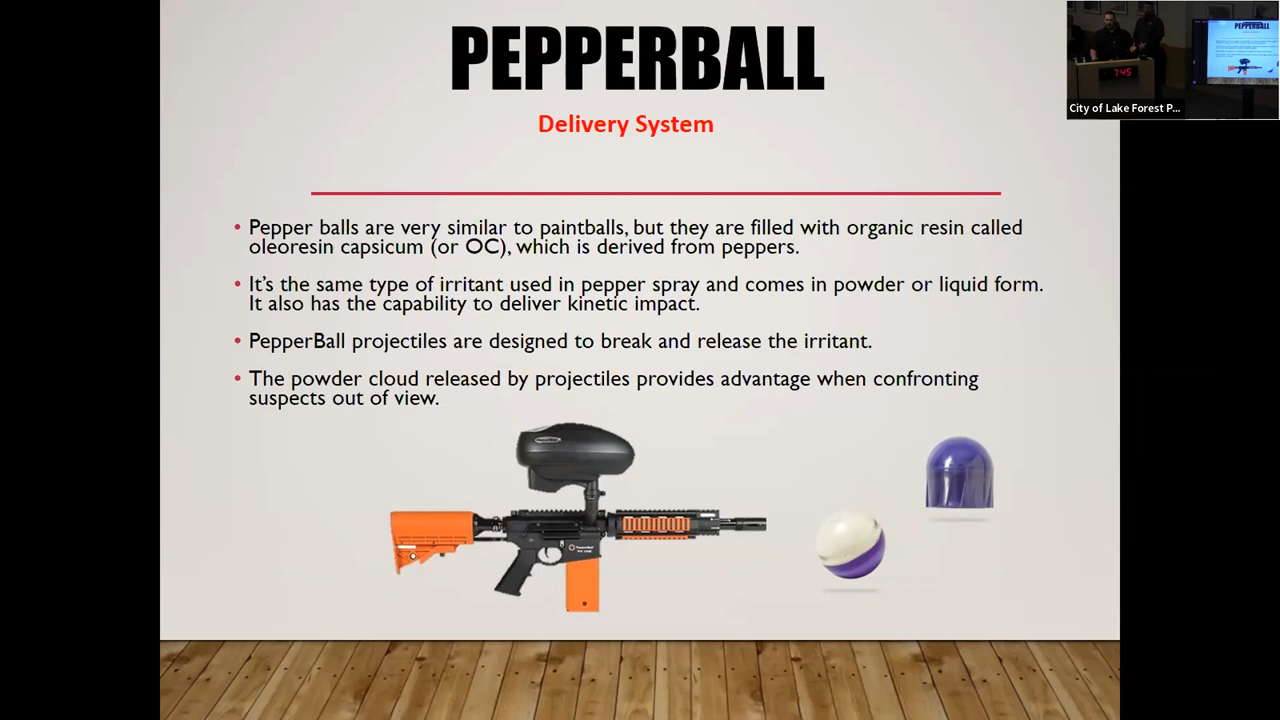 PEPPERBALL
Delivery System
• Pepper balls are very similar to paintballs, but they are filled with organic resin called
oleoresin capsicum (or OC), which is derived from peppers.
• It's the same type of irritant used in pepper spray and comes in powder or liquid form.
It also has the capability to deliver kinetic impact.
• PepperBall projectiles are designed to break and release the irritant.
• The powder cloud released by projectiles provides advantage when confronting
suspects out of view.
PEPPERBALL
7:45
City of Lake Forest P...